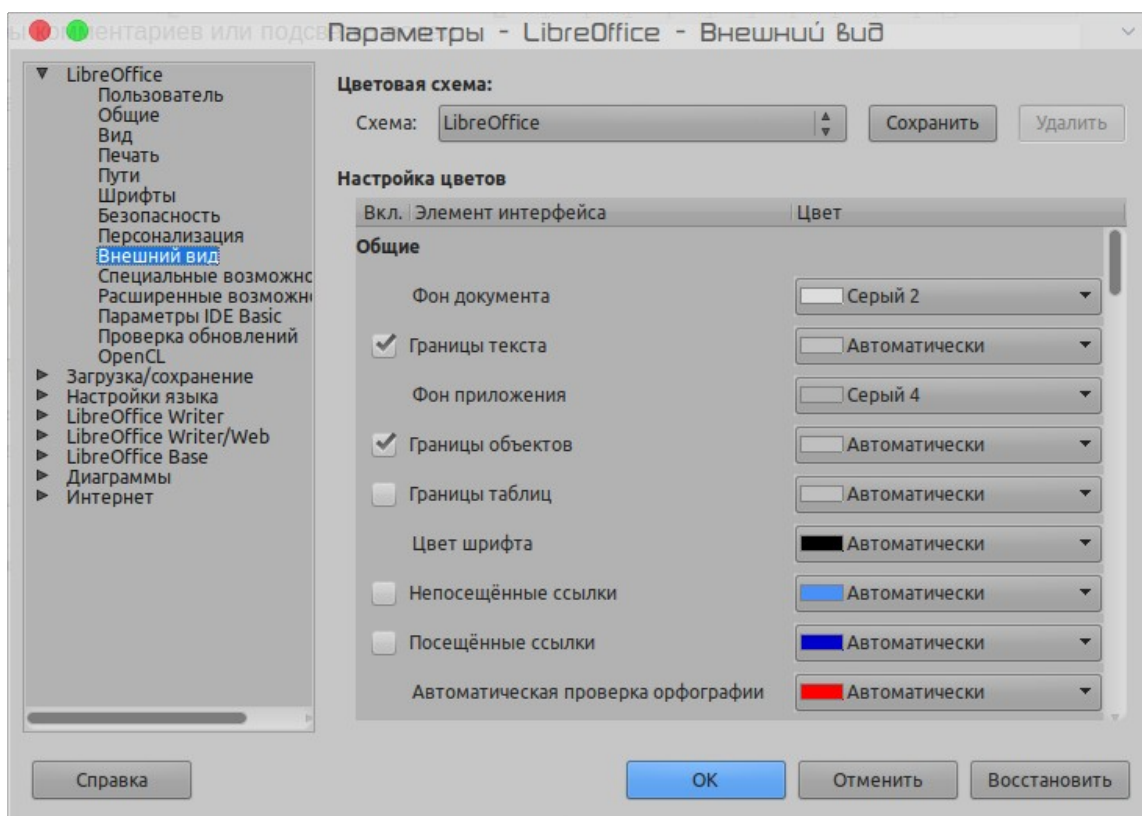 ы комментариев или подсв
Параметры - LibreOffice - Внешний вид
LibreOffice
Пользователь
Общие
Вид
Печать
Пути
Шрифты
Безопасность
Персонализация
Внешний вид
Специальные возможно
Расширенные возможн
Параметры IDE Basic
Проверка обновлений
OpenCL
Загрузка/сохранение
Настройки языка
LibreOffice Writer
LibreOffice Writer/Web
LibreOffice Base
Диаграммы
Интернет
Цветовая схема:
Схема: LibreOffice Сохранить Удалить
Настройка цветов
Вкл. Элемент интерфейса Цвет
Общие
Фон документа Серый 2
Границы текста Автоматически
Фон приложения Серый 4
Границы объектов Автоматически
Границы таблиц Автоматически
Цвет шрифта Автоматически
Непосещённые ссылки Автоматически
Посещённые ссылки Автоматически
Автоматическая проверка орфографии Автоматически
Справка OK Отменить Восстановить